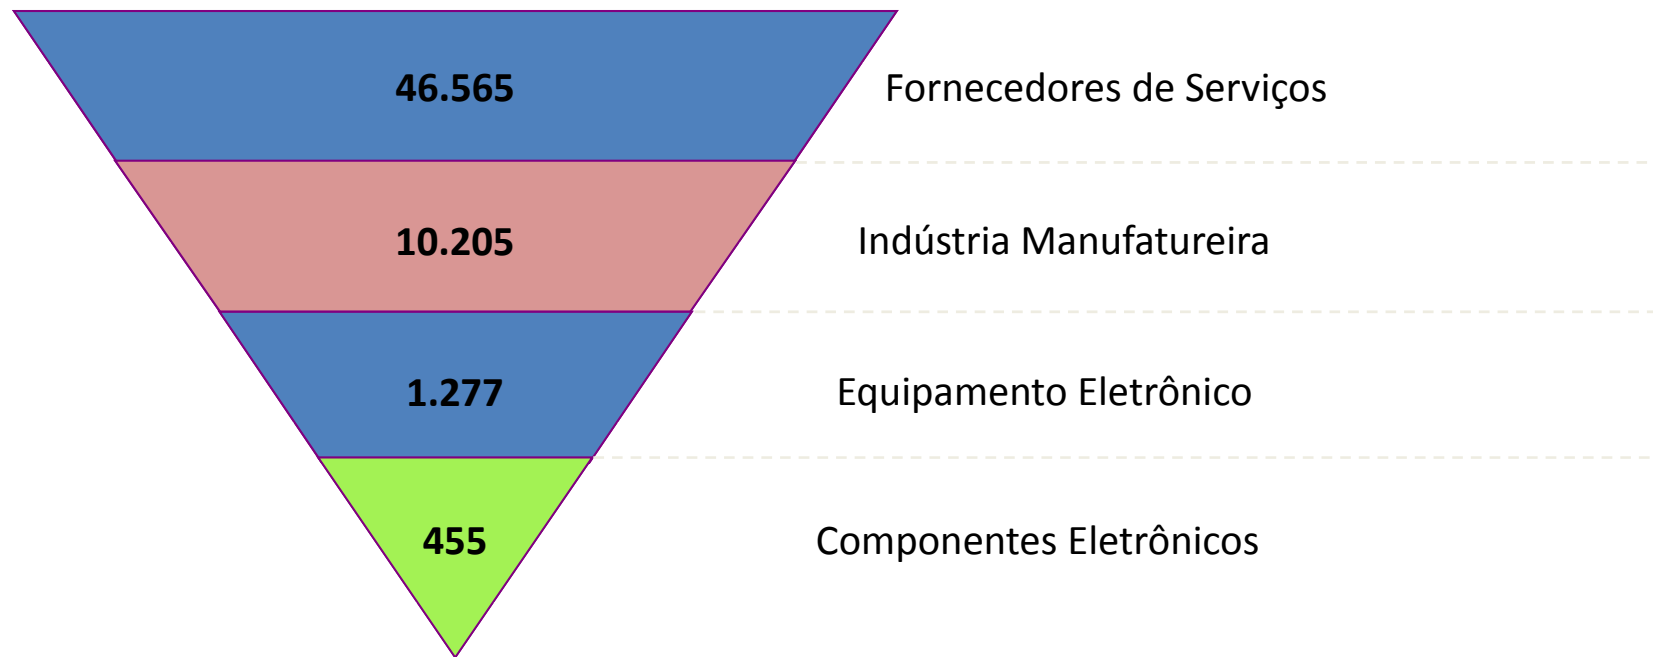 46.565 Fornecedores de Serviços
10.205 Indústria Manufatureira
1.277 Equipamento Eletrônico
455 Componentes Eletrônicos